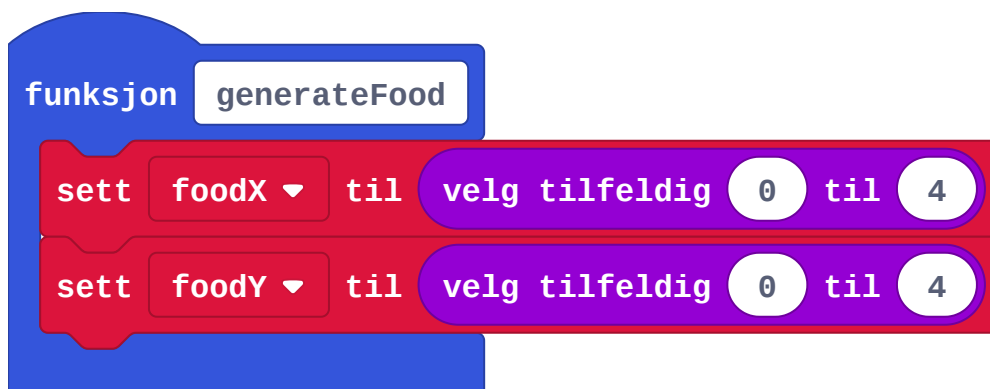 funksjon generateFood
sett foodX til velg tilfeldig 0 til 4
sett foodY til velg tilfeldig 0 til 4